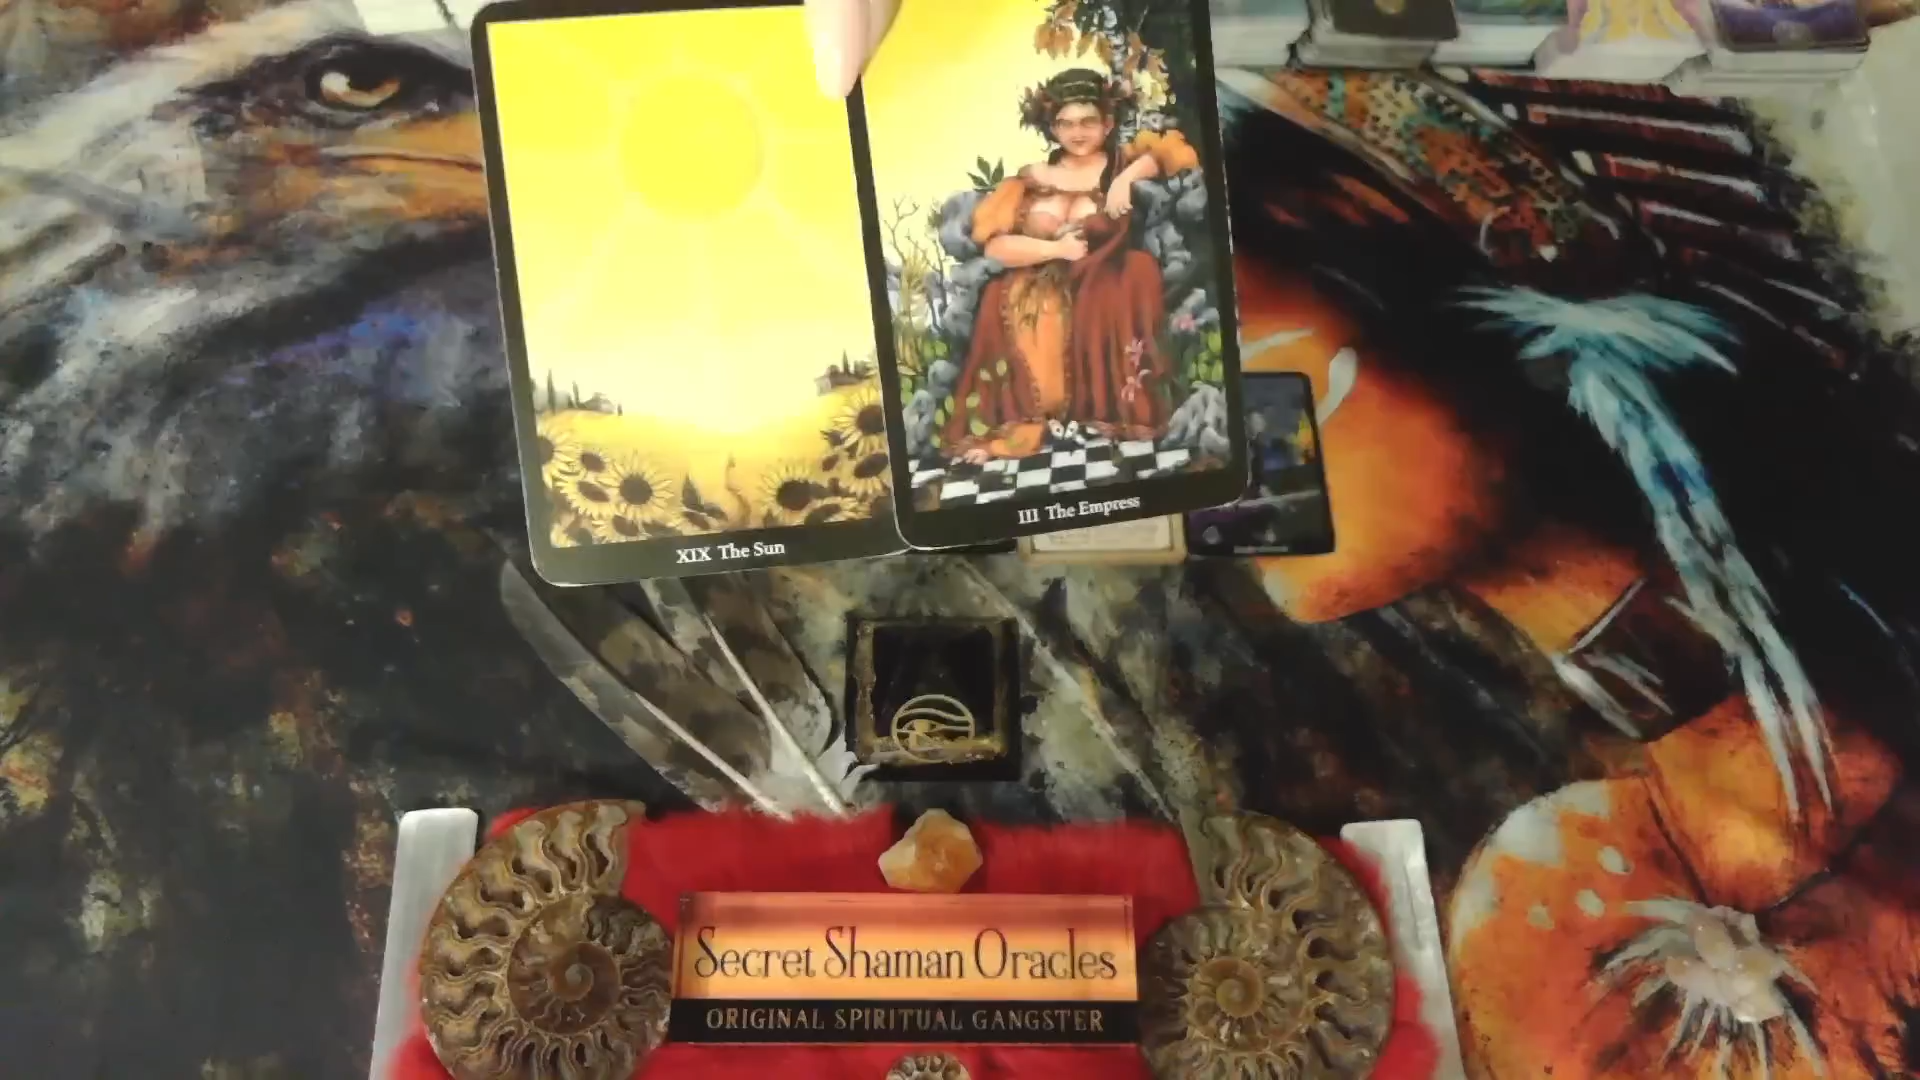 XIX The Sun
III The Empress
Secret Shaman Oracles
ORIGINAL SPIRITUAL GANGSTER